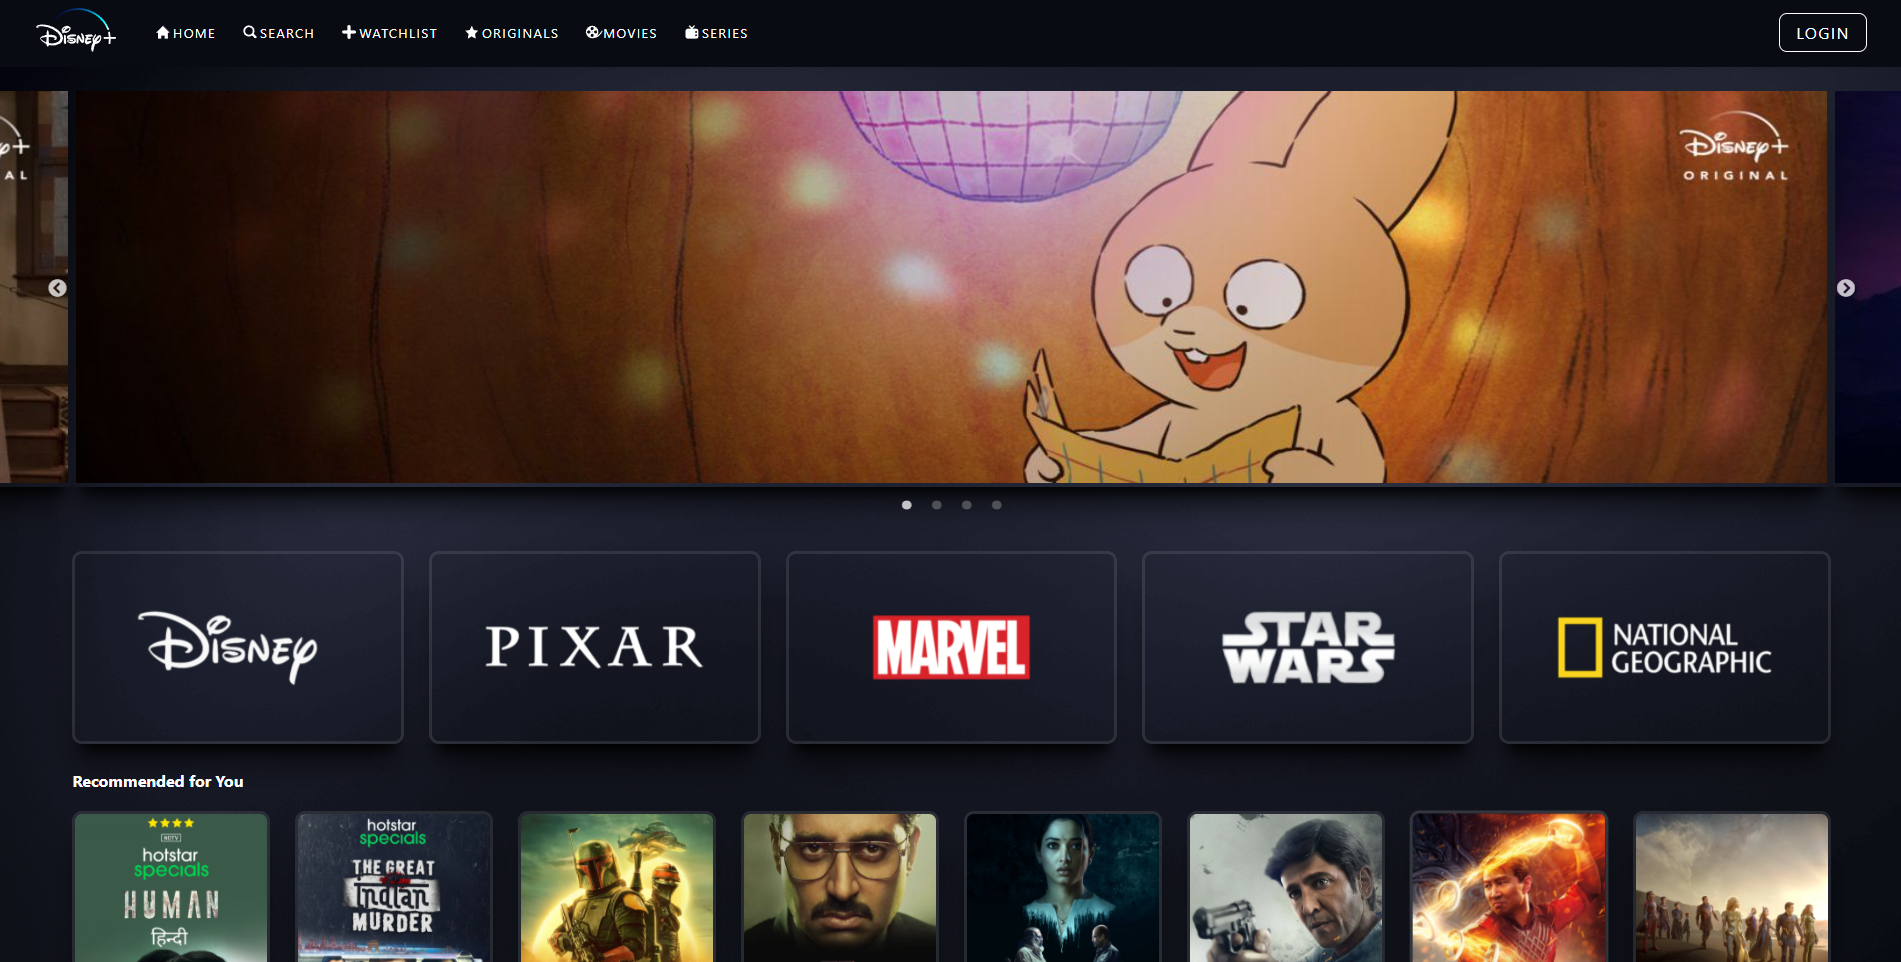 Disney+
HOME
SEARCH
WATCHLIST
ORIGINALS
MOVIES
SERIES
LOGIN
Disney+
ORIGINAL
Disney
PIXAR
MARVEL
STAR
WARS
NATIONAL
GEOGRAPHIC
Recommended for You
hotstar
specials
HUMAN
हिन्दी
hotstar
specials
THE GREAT
Indian
MURDER